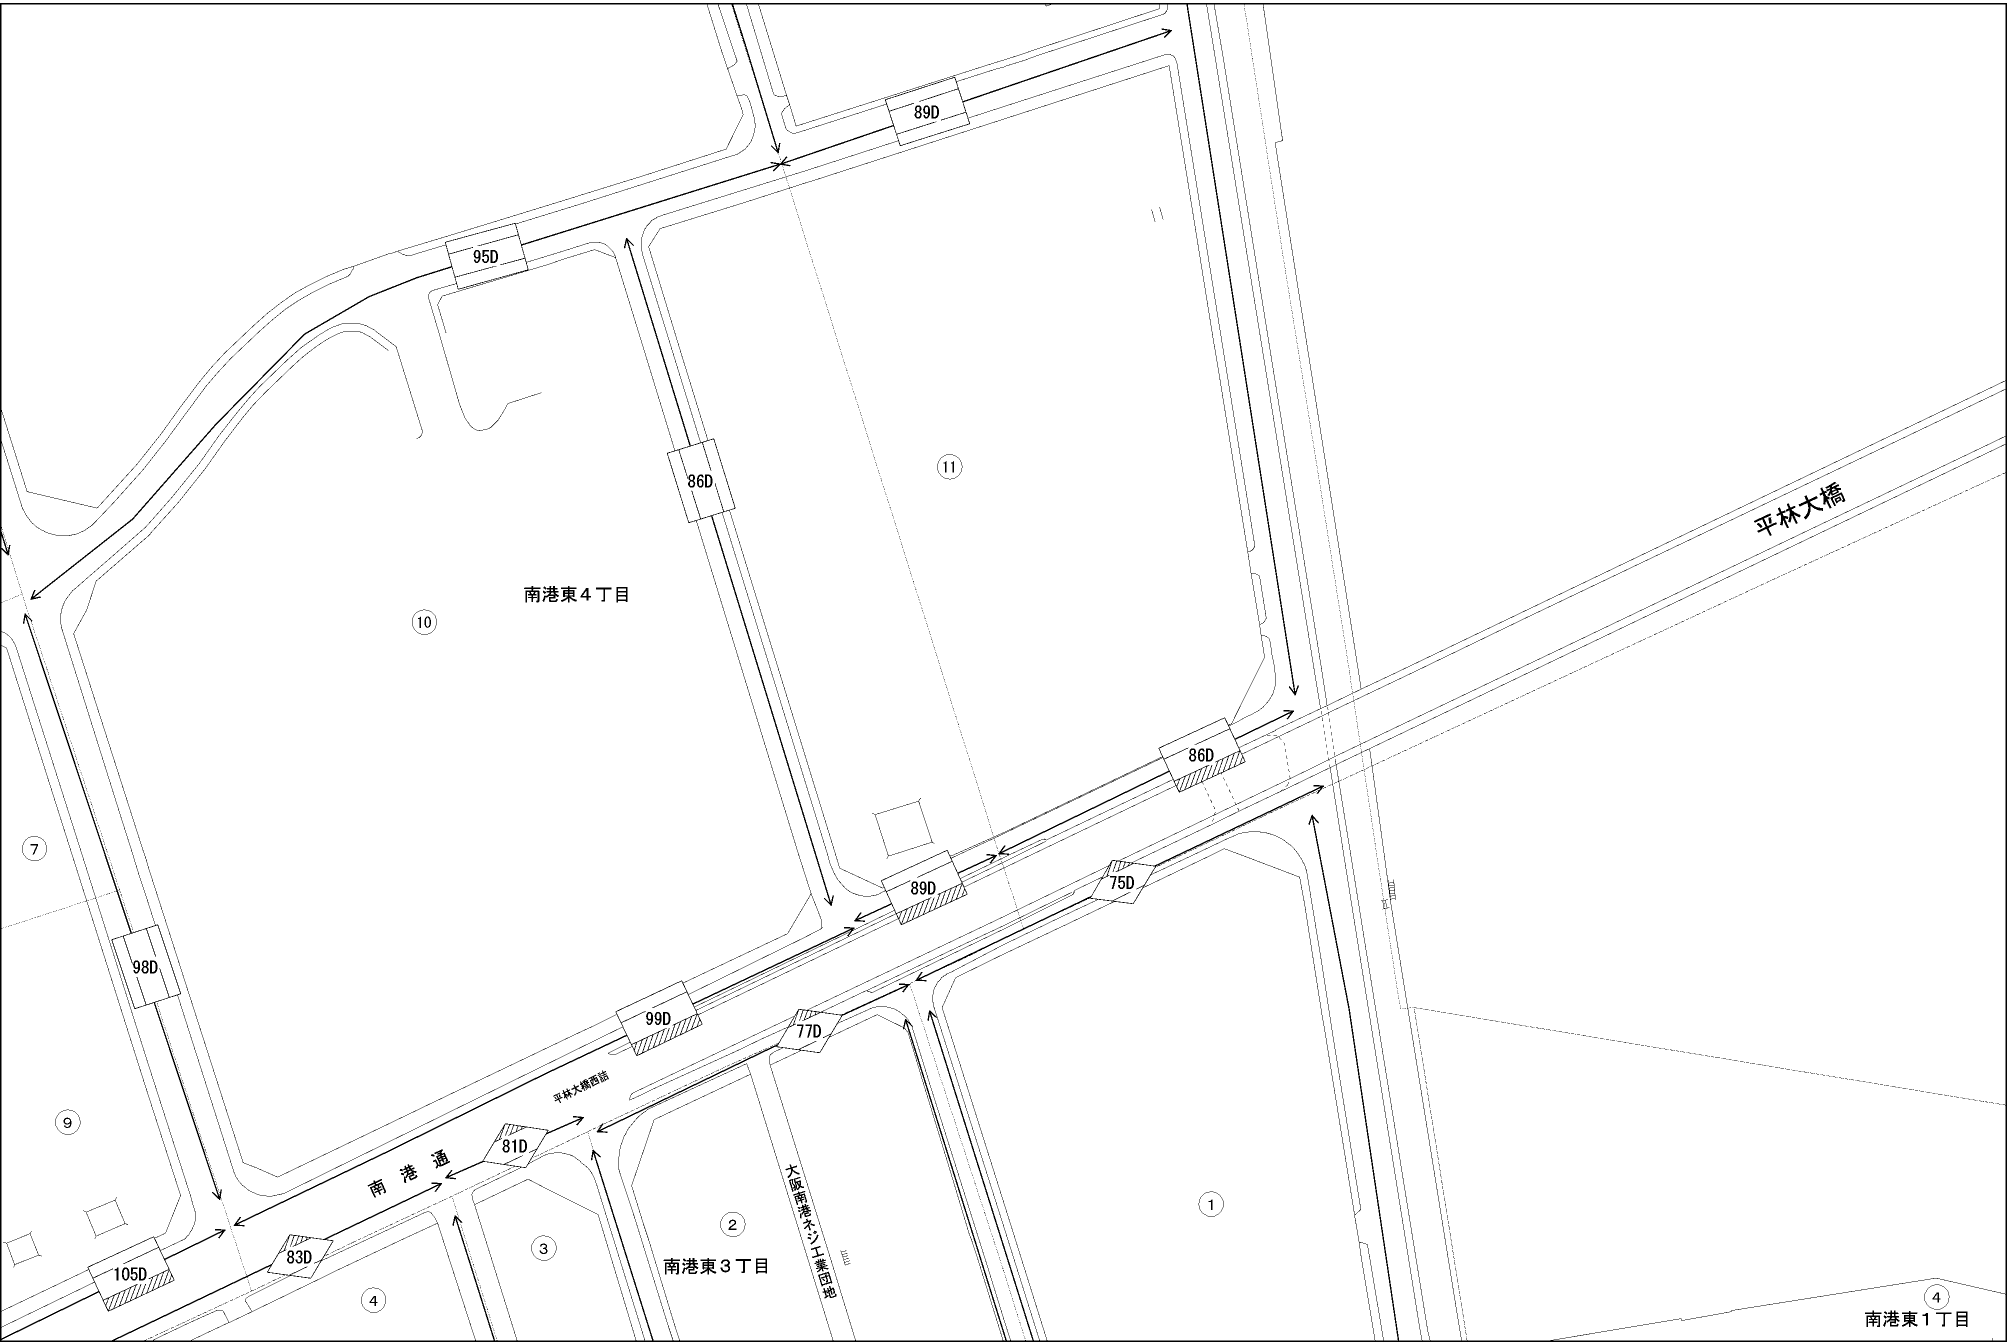 89D
95D
86D
⑪
平林大橋
南港東４丁目
⑩
86D
⑦
89D
75D
98D
99D
77D
平林大橋西詰
⑨
81D
南港通
大阪南港ネジ工業団地
①
②
③
83D
南港東３丁目
105D
④
④
南港東１丁目